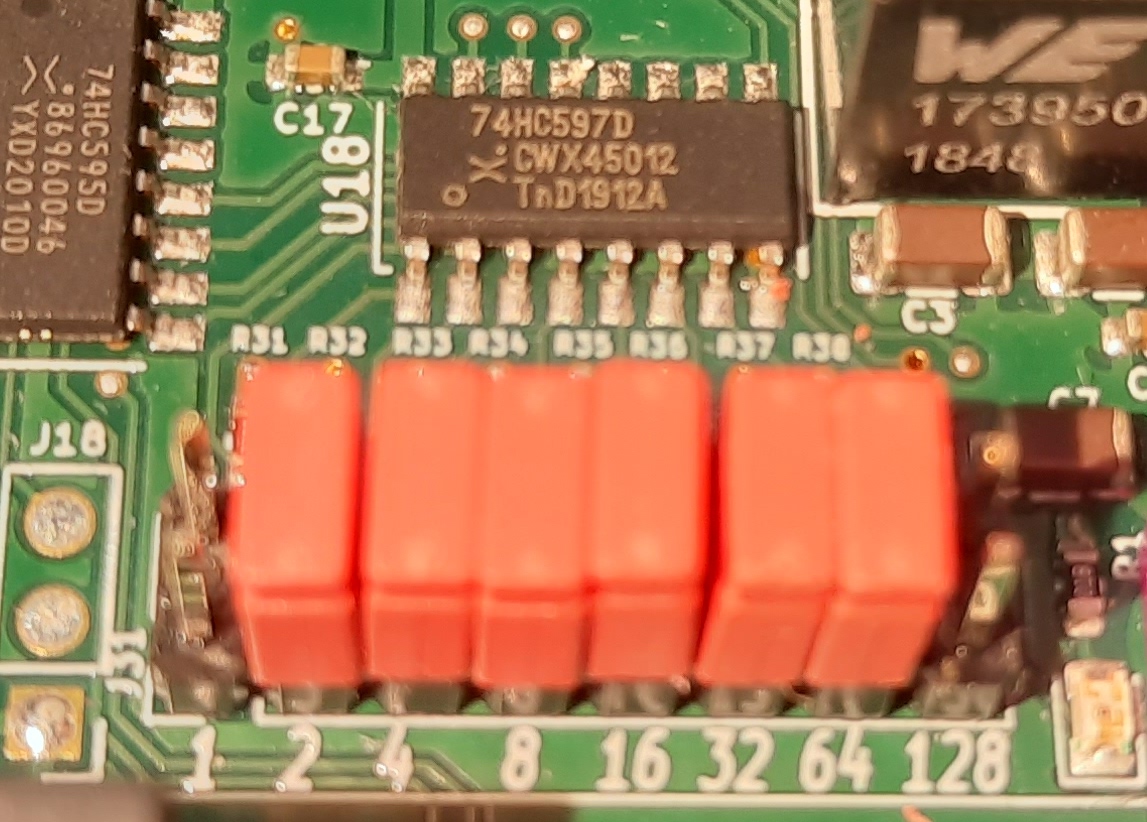 74HC595D
86960046
YXD2010D
C17
U18
74HC597D
CWX45012
TnD1912A
WE
173950
1848
C3
R31 R32 R33 R34 R35 R36 R37 R38
J18
J31
R1
1 2 4 8 16 32 64 128